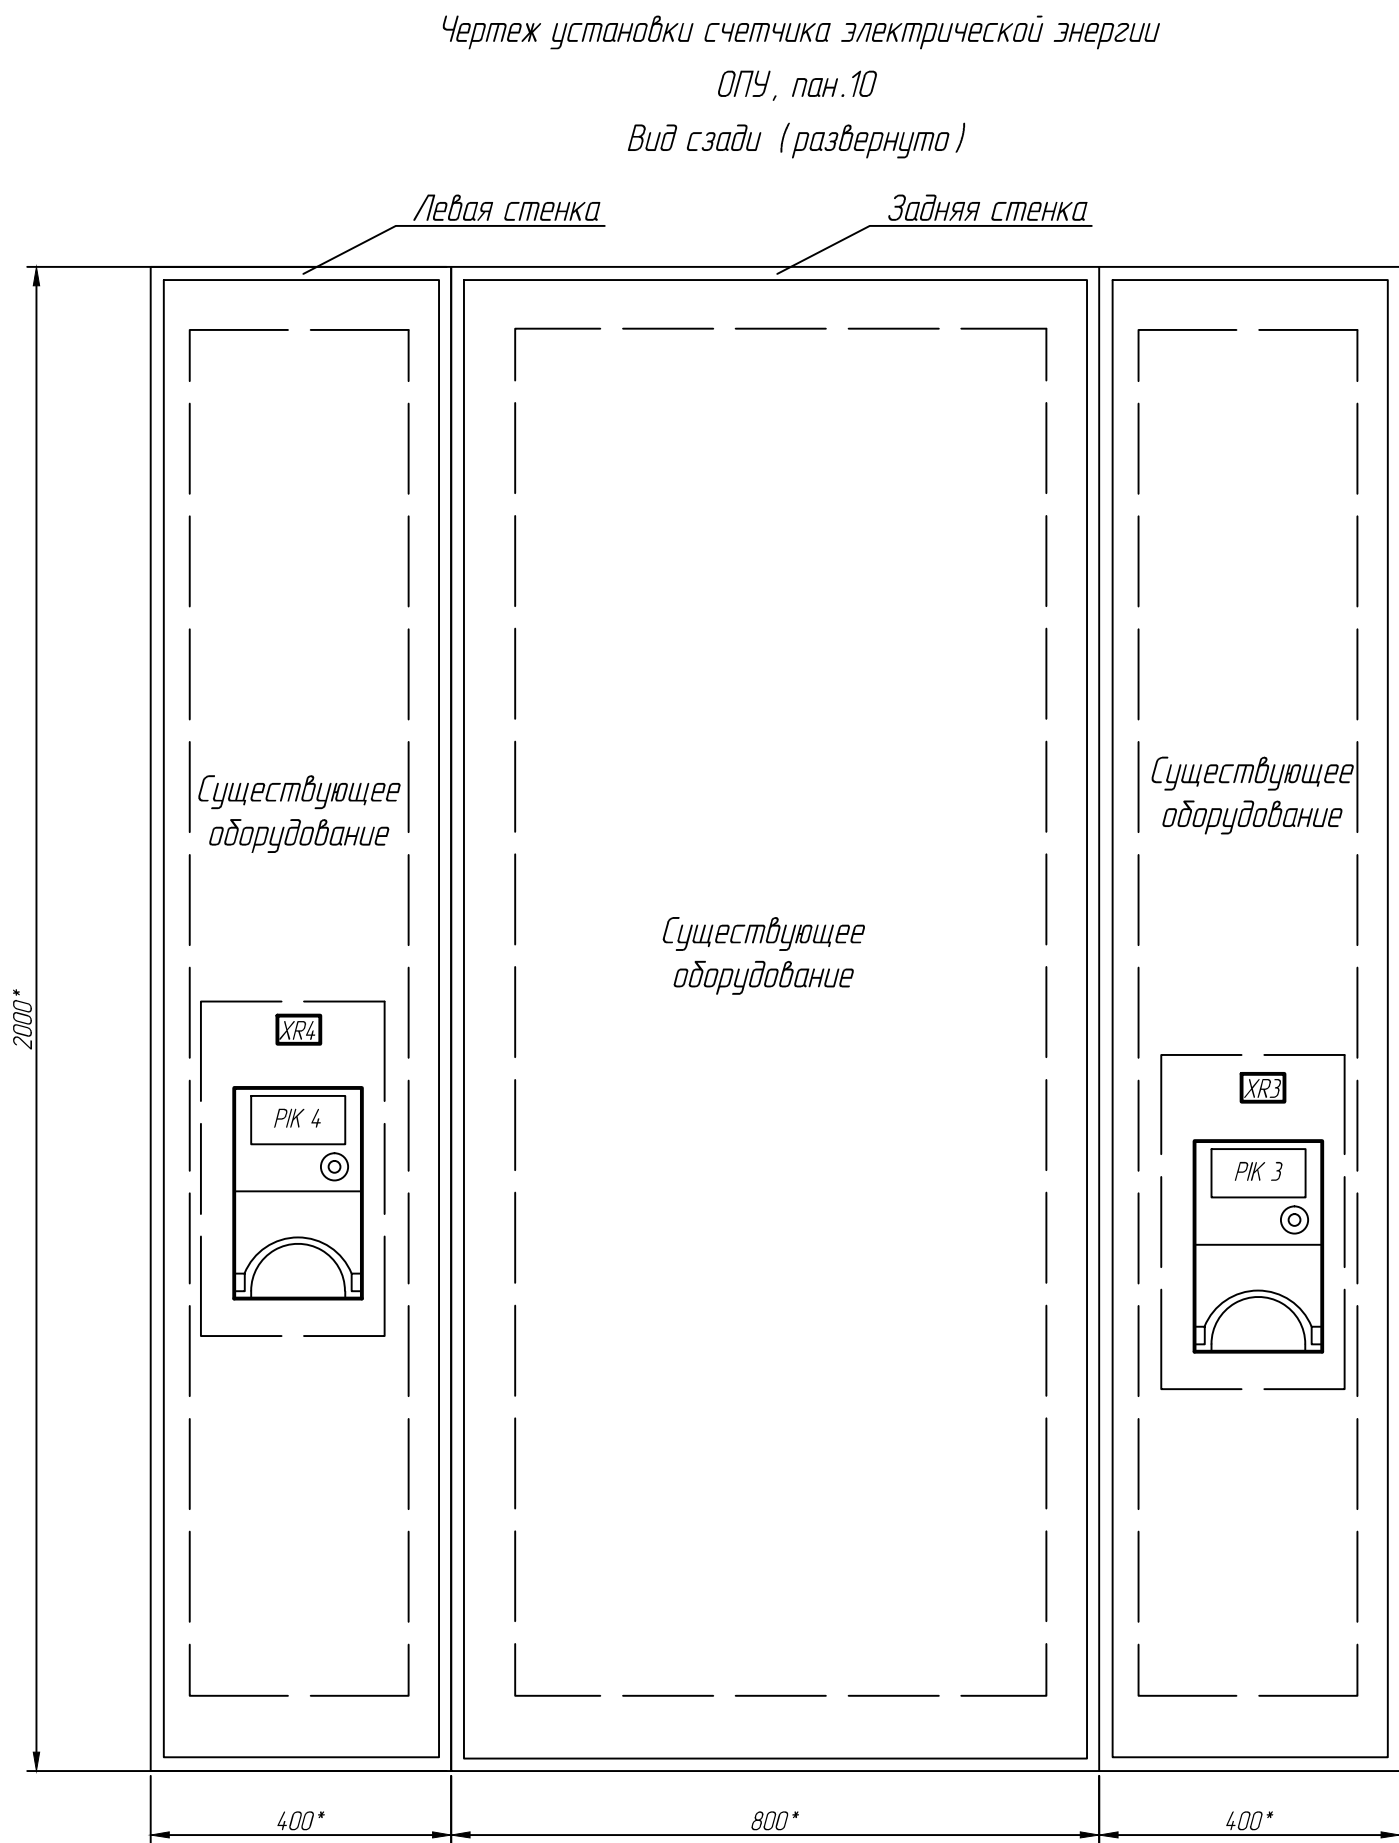 Чертеж установки счетчика электрической энергии
ОПУ, пан.10
Вид сзади (развернуто)
Левая стенка
Задняя стенка
Существующее
оборудование
Существующее
оборудование
Существующее
оборудование
2000*
XR4
PIK 4
XR3
PIK 3
400*
800*
400*